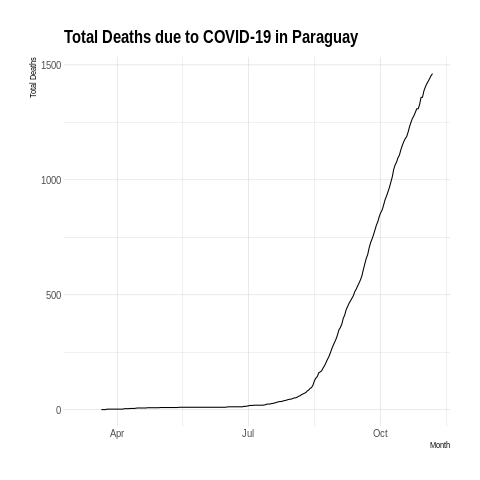 Total Deaths due to COVID-19 in Paraguay
Total Deaths
1500
1000
500
0
Apr
Jul
Oct
Month